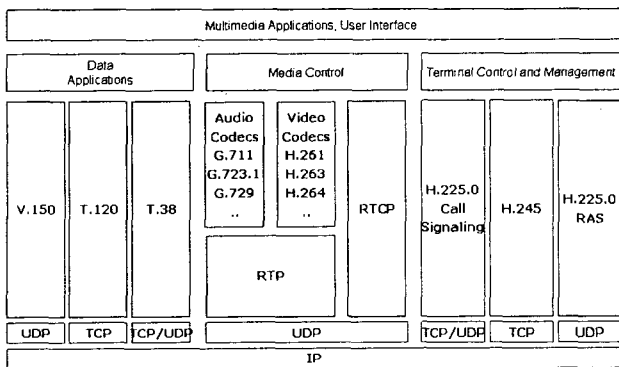 Multimedia Applications, User Interface
Data
Applications
Media Control
Terminal Control and Management
V.150
T.120
T.38
Audio
Codecs
G.711
G.723.1
G.729
..
Video
Codecs
H.261
H.263
H.264
..
RTP
RTCP
H.225.0
Call
Signaling
H.245
H.225.0
RAS
UDP
TCP
TCP/UDP
UDP
TCP/UDP
TCP
UDP
IP